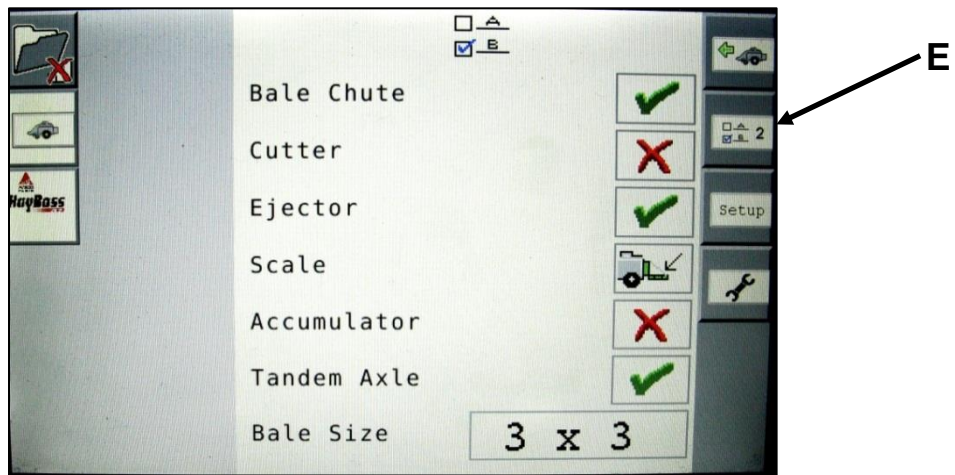 A
B
E
Bale Chute
2
Cutter
HayBoss
Ejector
Setup
Scale
Accumulator
Tandem Axle
Bale Size
3 x 3